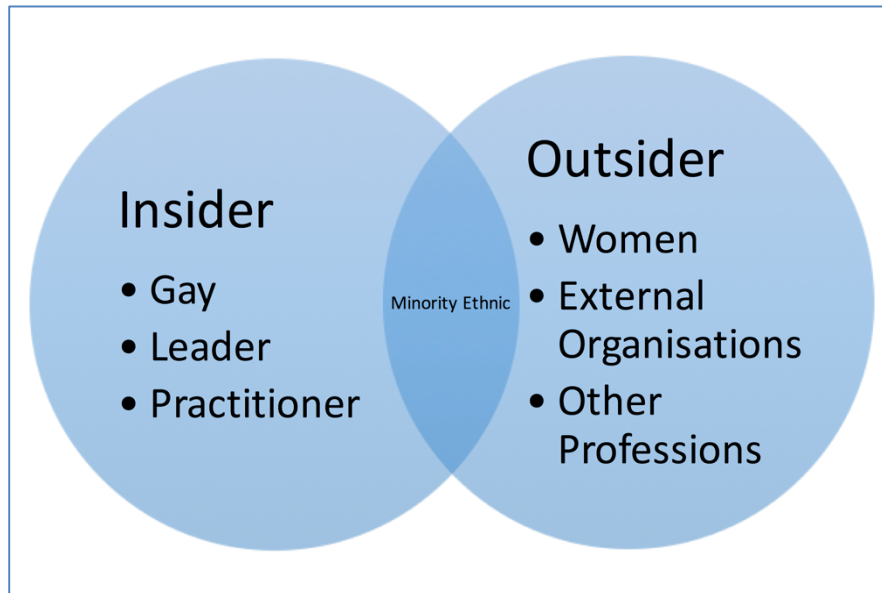 Insider
• Gay
• Leader
• Practitioner
Minority Ethnic
Outsider
• Women
• External
Organisations
• Other
Professions